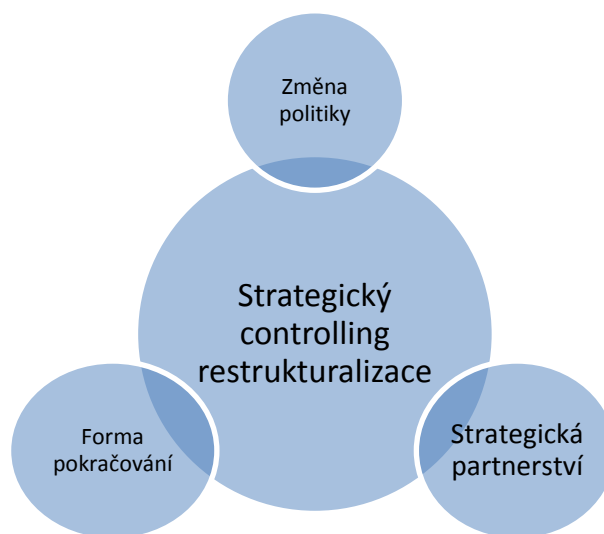 Změna
politiky
Strategický
controlling
restrukturalizace
Forma
pokračování
Strategická
partnerství